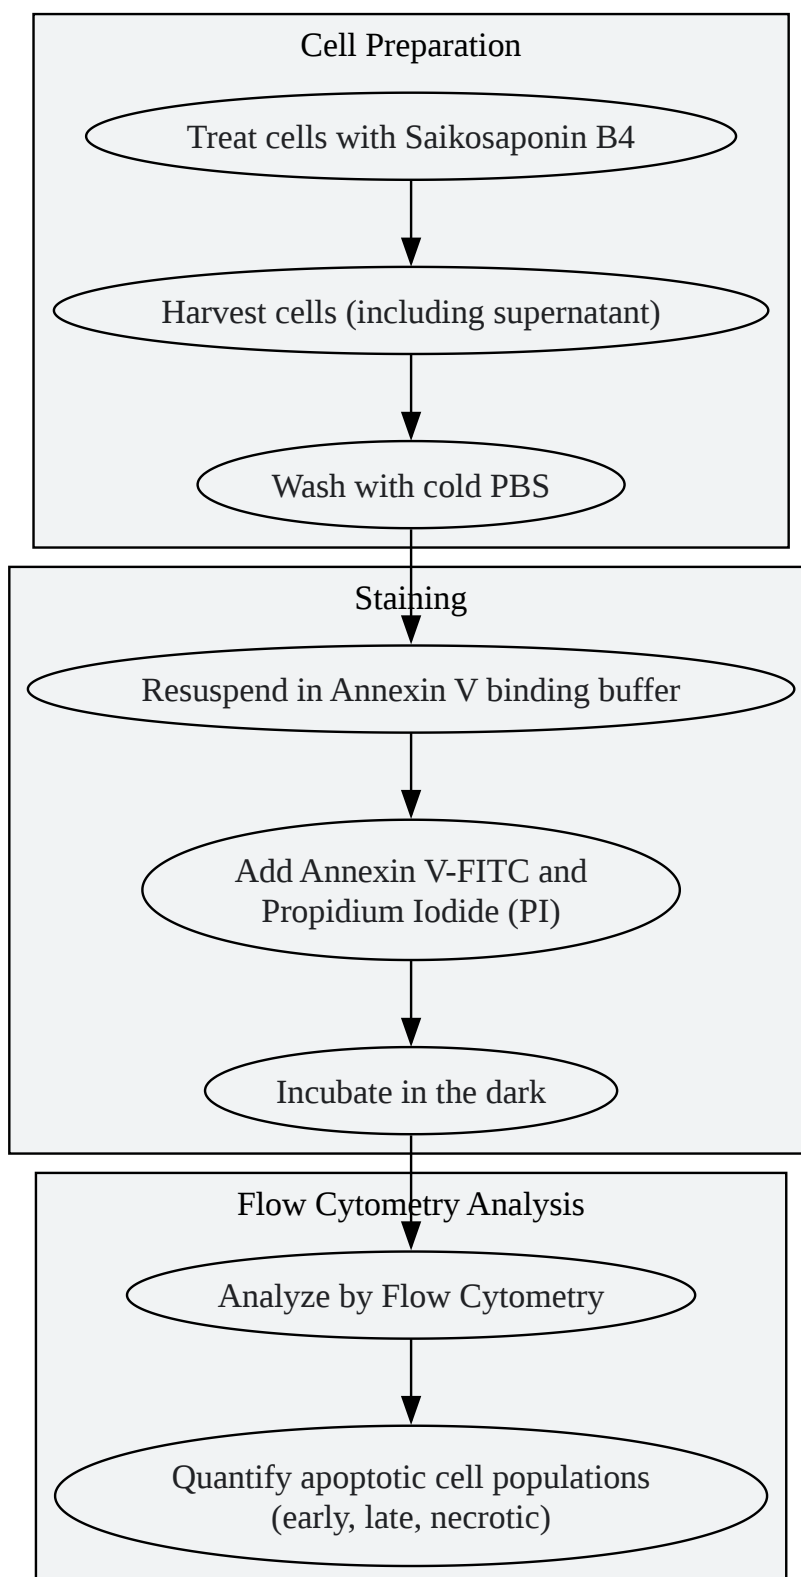 Cell Preparation
Treat cells with Saikosaponin B4
Harvest cells (including supernatant)
Wash with cold PBS
Staining
Resuspend in Annexin V binding buffer
Add Annexin V-FITC and
Propidium Iodide (PI)
Incubate in the dark
Flow Cytometry Analysis
Analyze by Flow Cytometry
Quantify apoptotic cell populations
(early, late, necrotic)